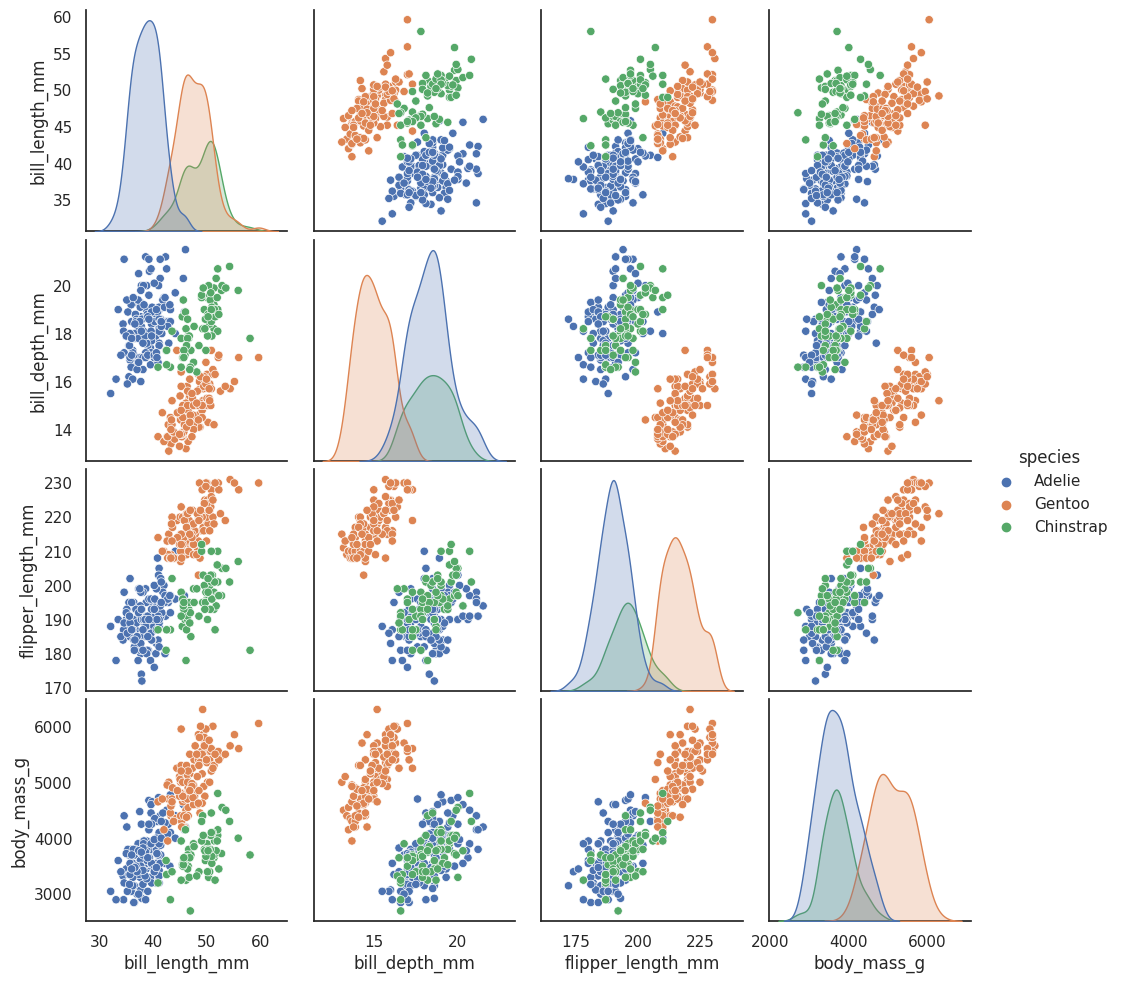 60
55
50
45
40
35
bill_length_mm
20
18
16
14
bill_depth_mm
230
220
210
200
190
180
170
flipper_length_mm
6000
5000
4000
3000
body_mass_g
30 40 50 60
bill_length_mm
15 20
bill_depth_mm
175 200 225
flipper_length_mm
2000 4000 6000
body_mass_g
species
Adelie
Gentoo
Chinstrap